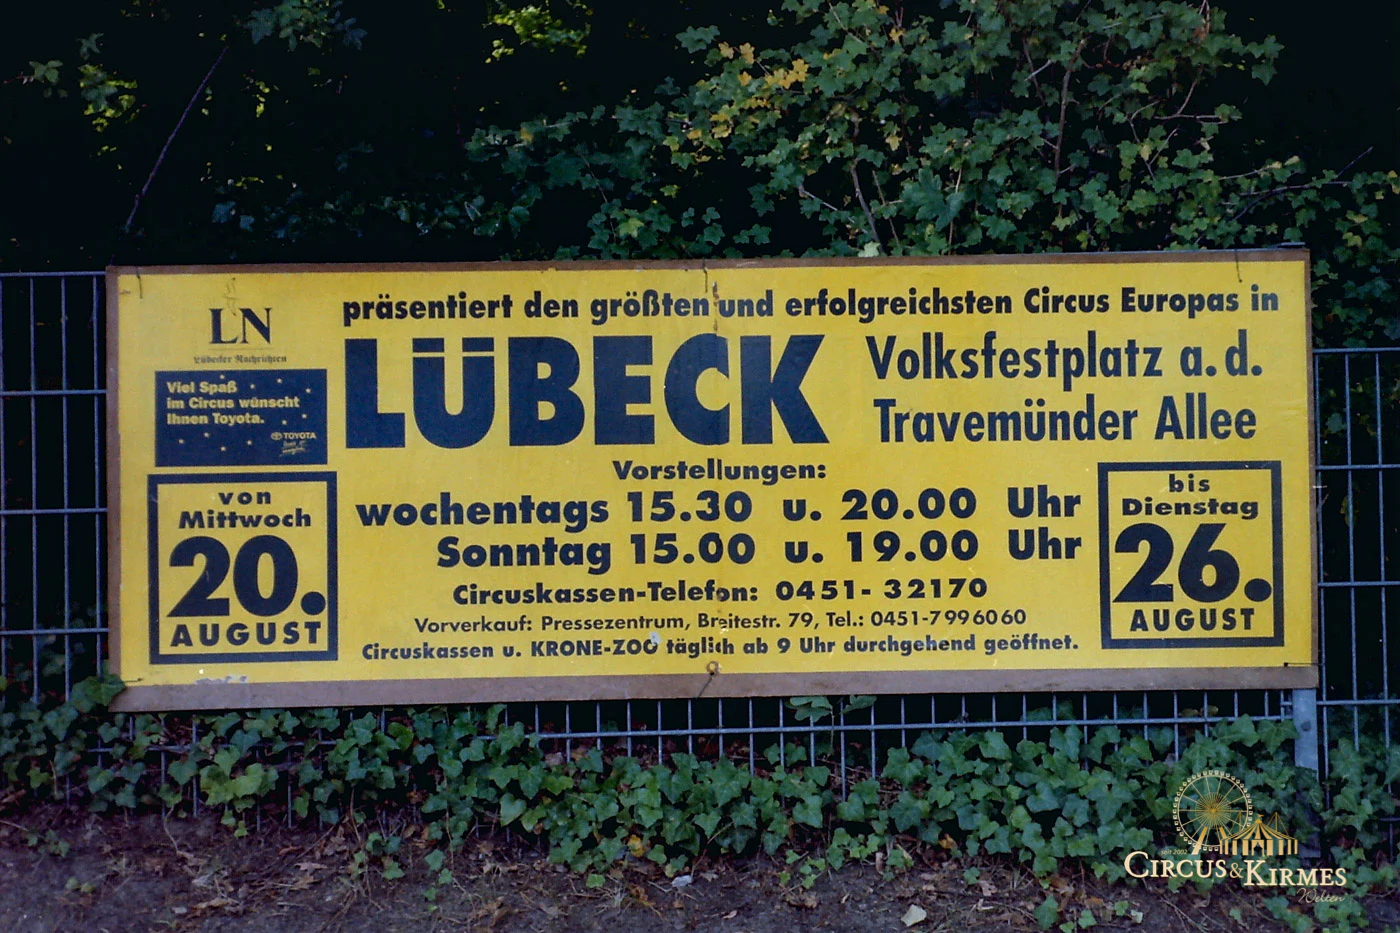 LN
Lübecker Nachrichten
präsentiert den größten und erfolgreichsten Circus Europas in
LÜBECK
Volksfestplatz a.d.
Travemünder Allee
Viel Spaß
im Circus wünscht
Ihnen Toyota.
TOYOTA
von
Mittwoch
20.
AUGUST
Vorstellungen:
wochentags 15.30 u. 20.00 Uhr
Sonntag 15.00 u. 19.00 Uhr
Circuskassen-Telefon: 0451- 32170
Vorverkauf: Pressezentrum, Breitestr. 79, Tel.: 0451-7996060
Circuskassen u. KRONE-ZOO täglich ab 9 Uhr durchgehend geöffnet.
bis
Dienstag
26.
AUGUST
seit 2002
CIRCUS & KIRMES
Welten